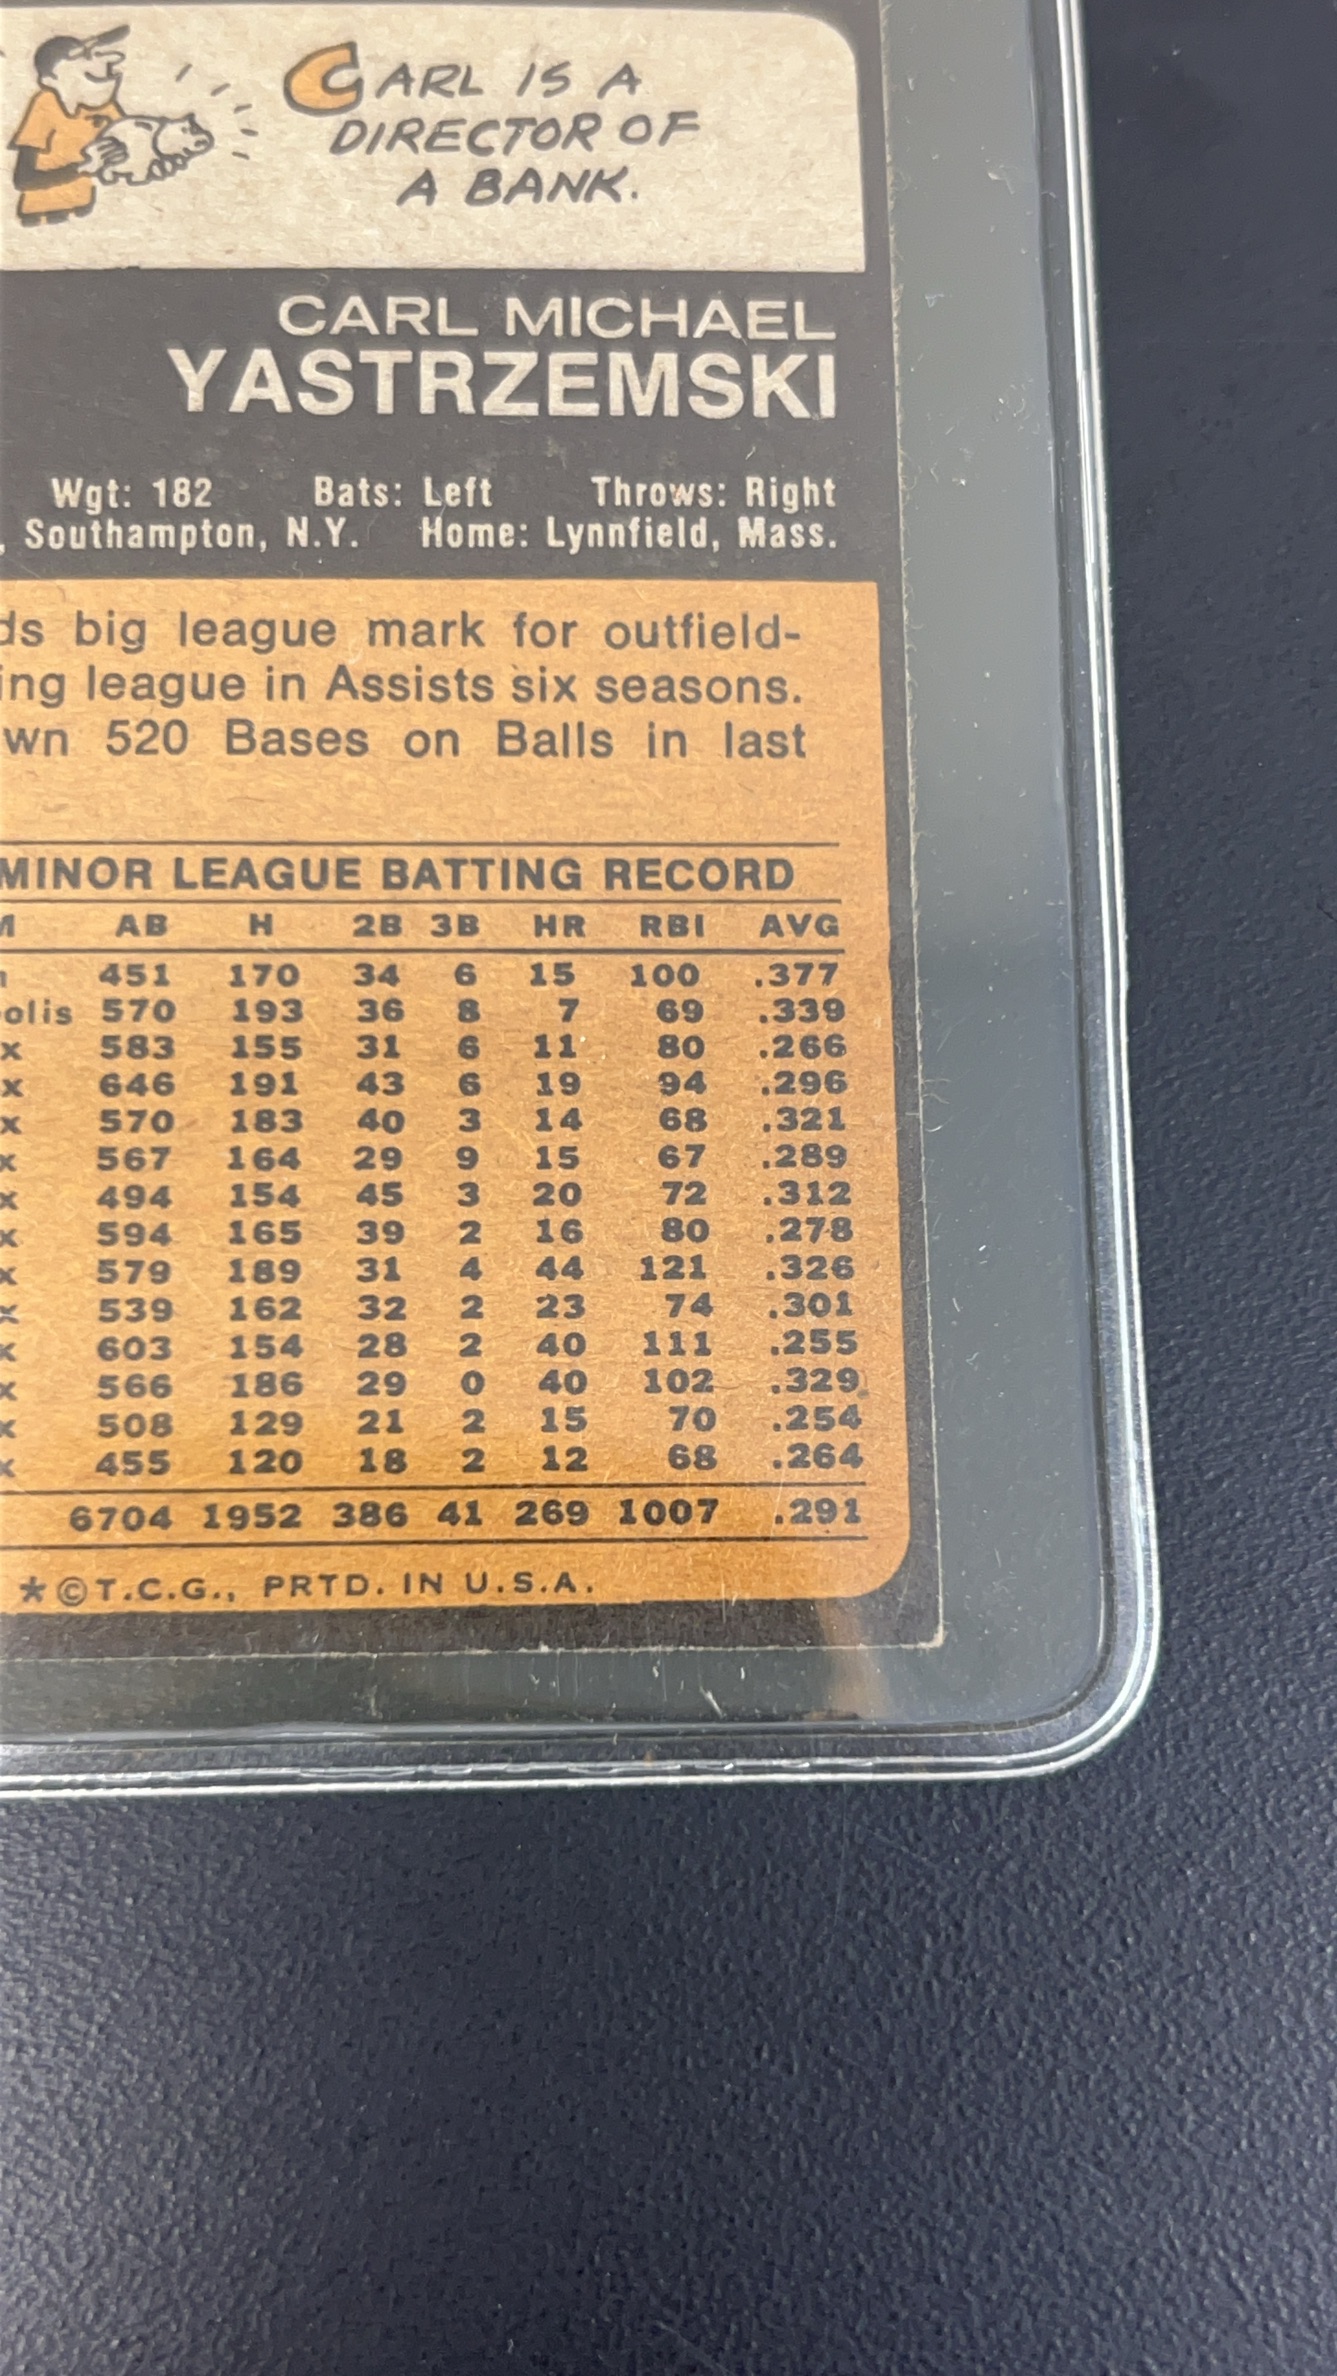 CARL IS A
DIRECTOR OF
A BANK.
CARL MICHAEL
YASTRZEMSKI
Wgt: 182 Bats: Left Throws: Right
, Southampton, N.Y. Home: Lynnfield, Mass.
ds big league mark for outfield-
ing league in Assists six seasons.
wn 520 Bases on Balls in last
MINOR LEAGUE BATTING RECORD
M AB H 2B 3B HR RBI AVG
n 451 170 34 6 15 100 .377
olis 570 193 36 8 7 69 .339
x 583 155 31 6 11 80 .266
x 646 191 43 6 19 94 .296
x 570 183 40 3 14 68 .321
x 567 164 29 9 15 67 .289
x 494 154 45 3 20 72 .312
x 594 165 39 2 16 80 .278
x 579 189 31 4 44 121 .326
x 539 162 32 2 23 74 .301
x 603 154 28 2 40 111 .255
x 566 186 29 0 40 102 .329
x 508 129 21 2 15 70 .254
x 455 120 18 2 12 68 .264
6704 1952 386 41 269 1007 .291
*©T.C.G., PRTD. IN U.S.A.